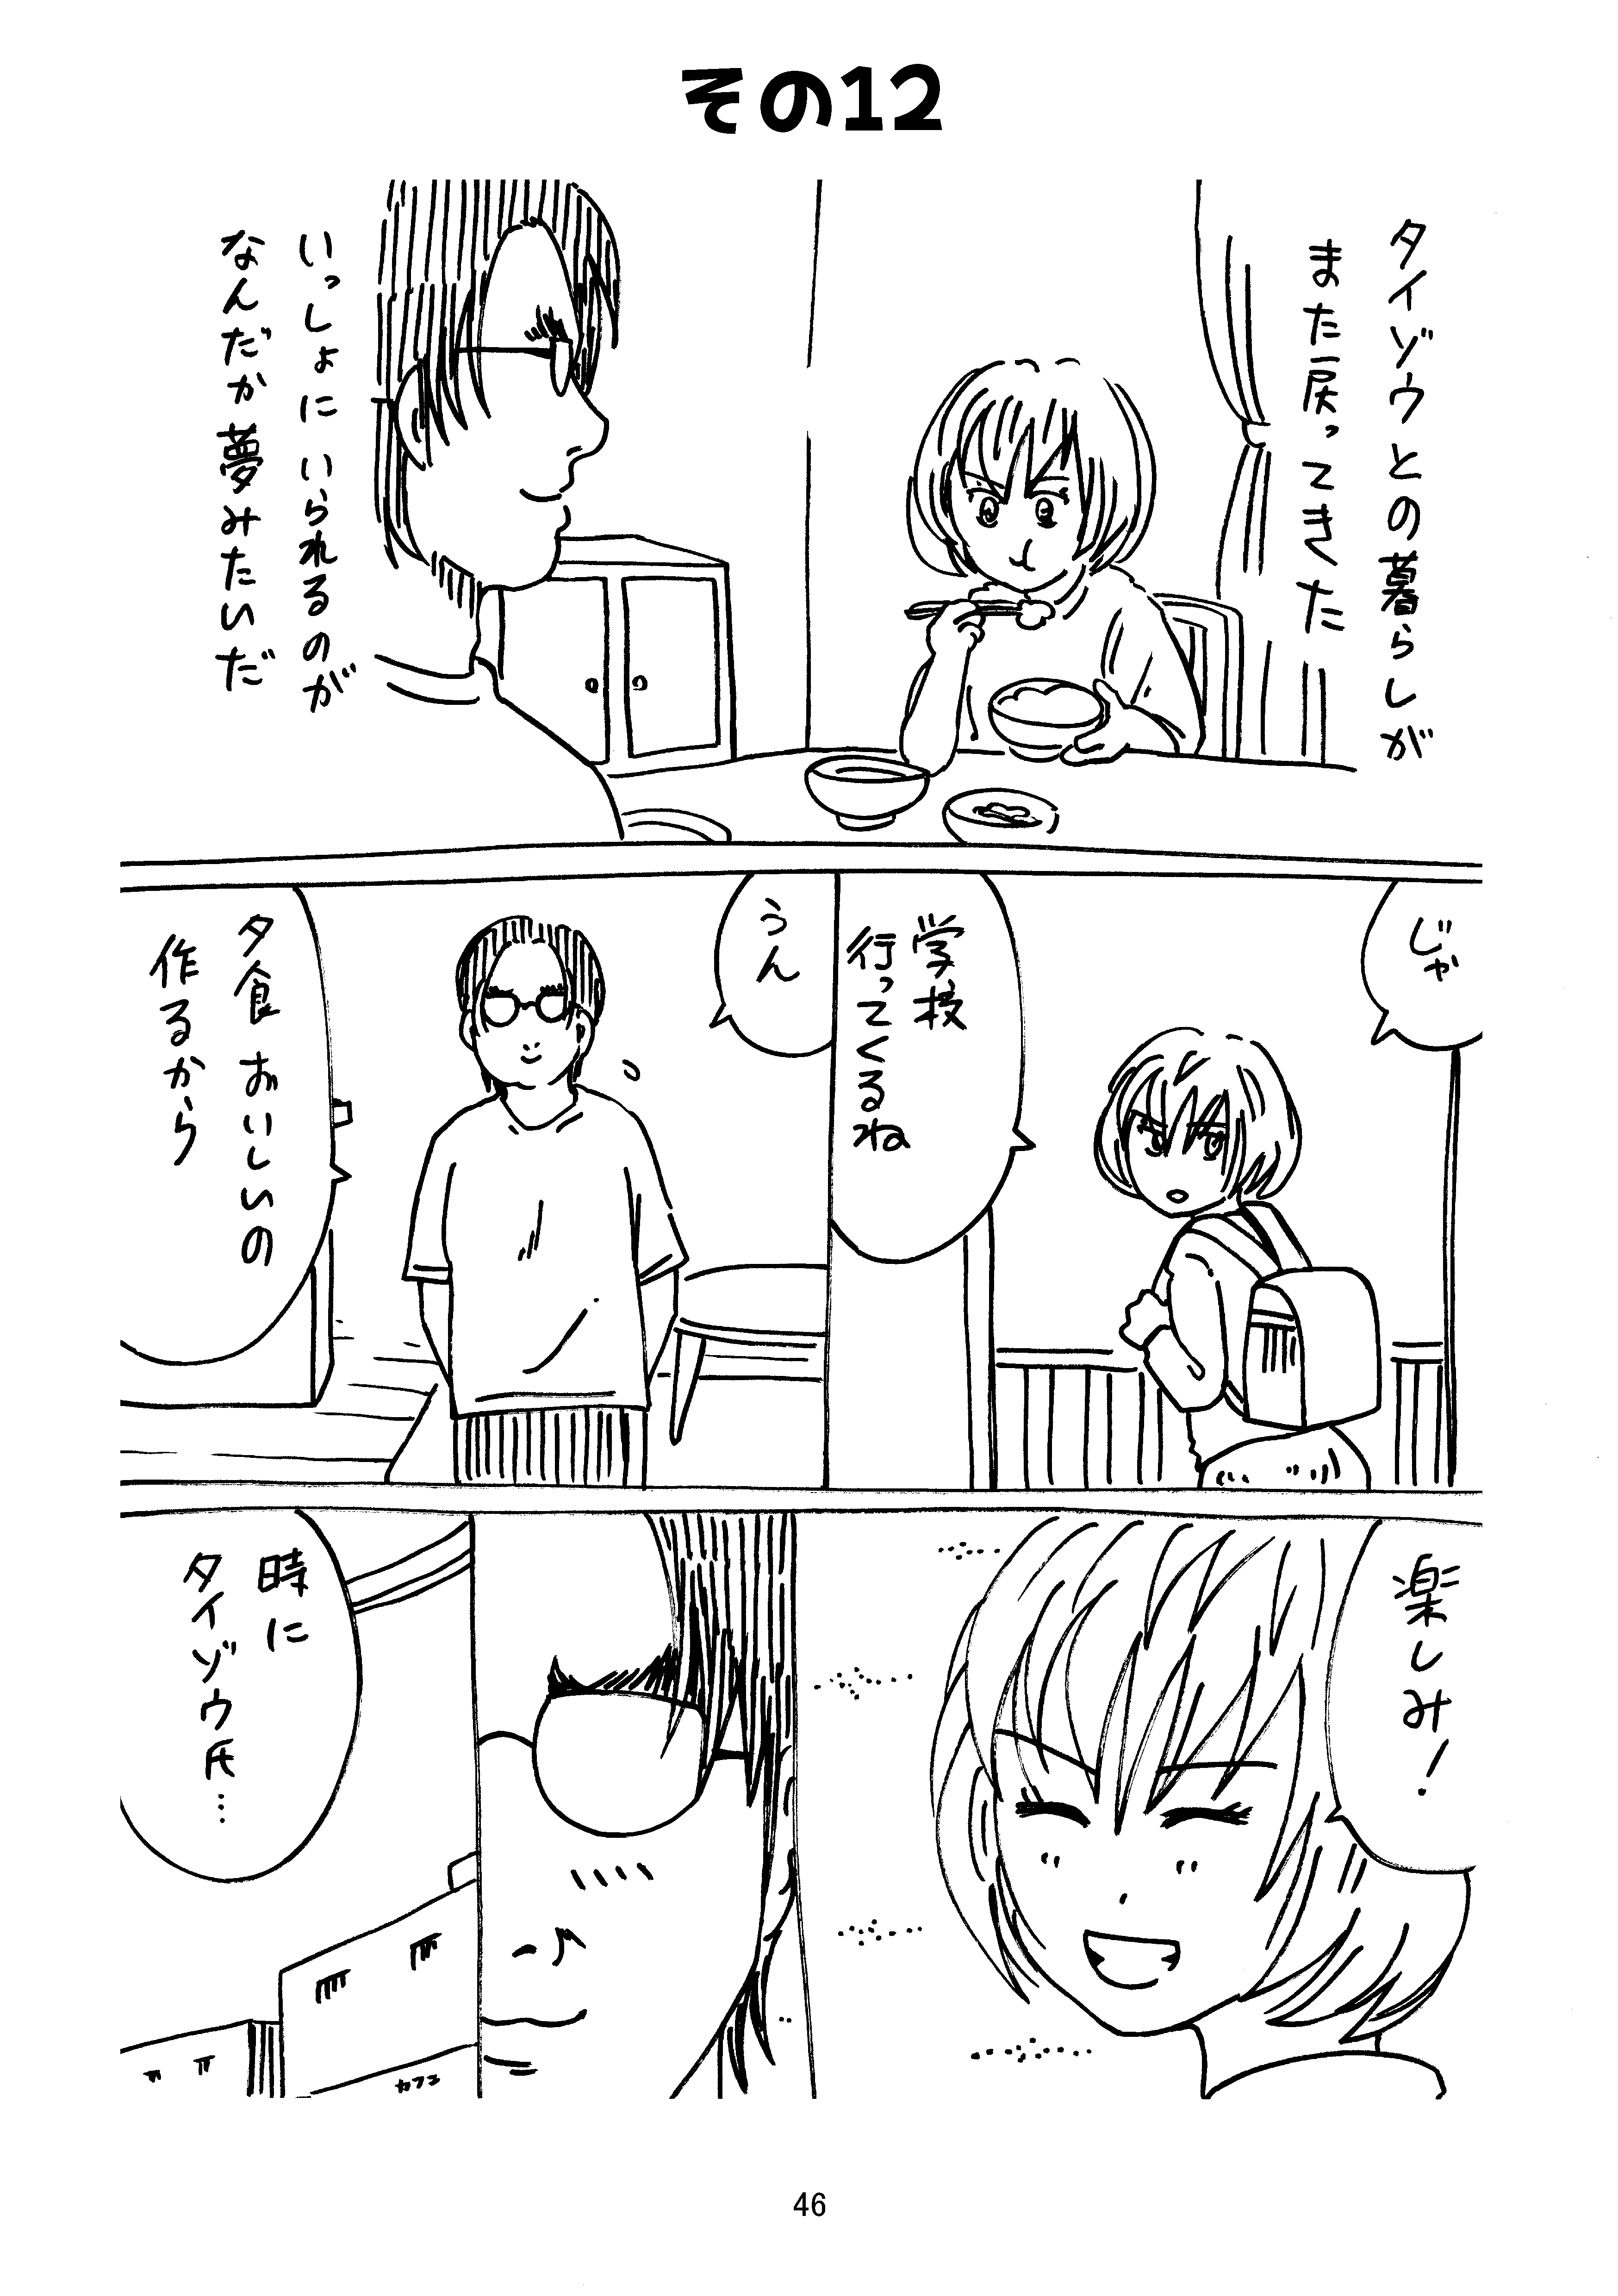 その12
タイゾウとの暮らしが
また戻ってきた
いっしょにいられるのが
なんだか夢みたいだ
じゃ
学校
行ってくるね
うん
夕食おいしいの
作るから
楽しみ!
時に
タイゾウ氏…
カフェ
46